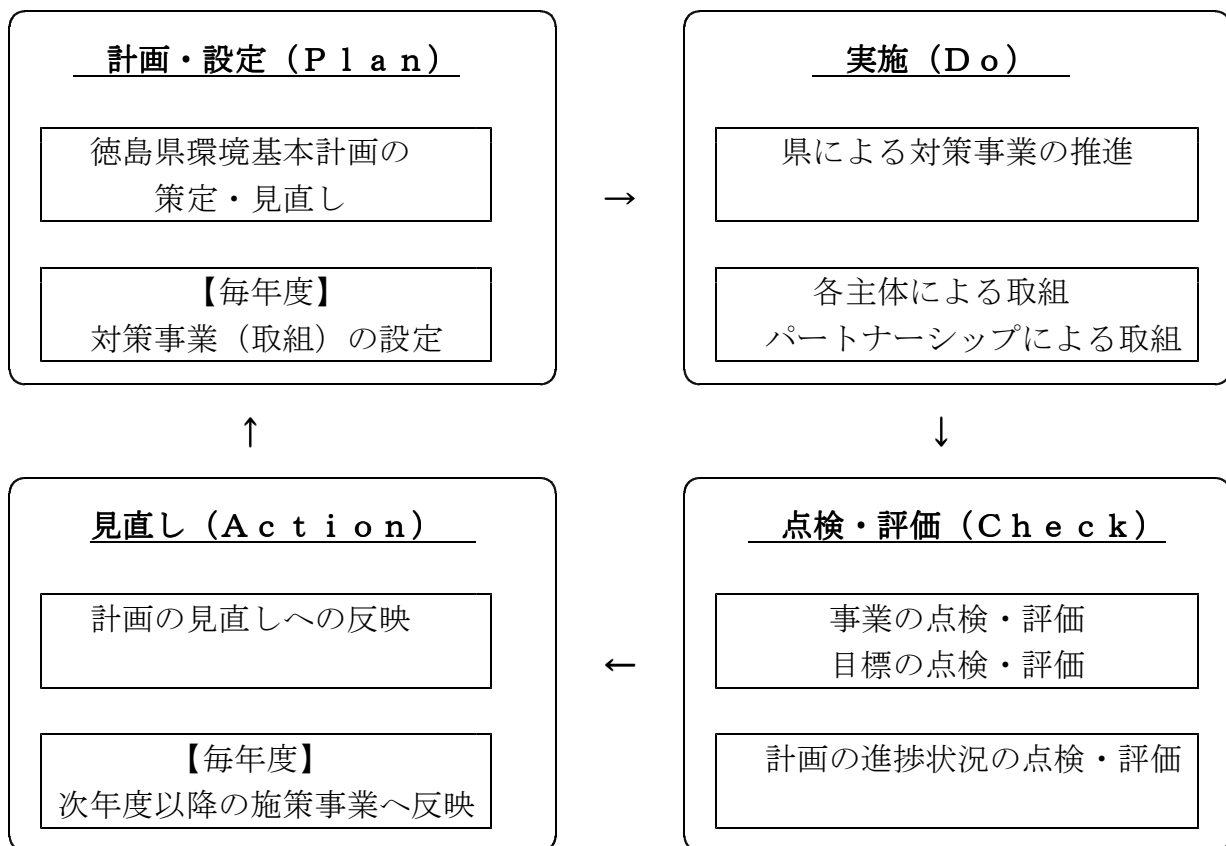 計画・設定（Ｐｌａｎ）
徳島県環境基本計画の
策定・見直し
【毎年度】
対策事業（取組）の設定
→
実施（Ｄｏ）
県による対策事業の推進
各主体による取組
パートナーシップによる取組
↑
↓
見直し（Ａｃｔｉｏｎ）
計画の見直しへの反映
【毎年度】
次年度以降の施策事業へ反映
←
点検・評価（Ｃｈｅｃｋ）
事業の点検・評価
目標の点検・評価
計画の進捗状況の点検・評価